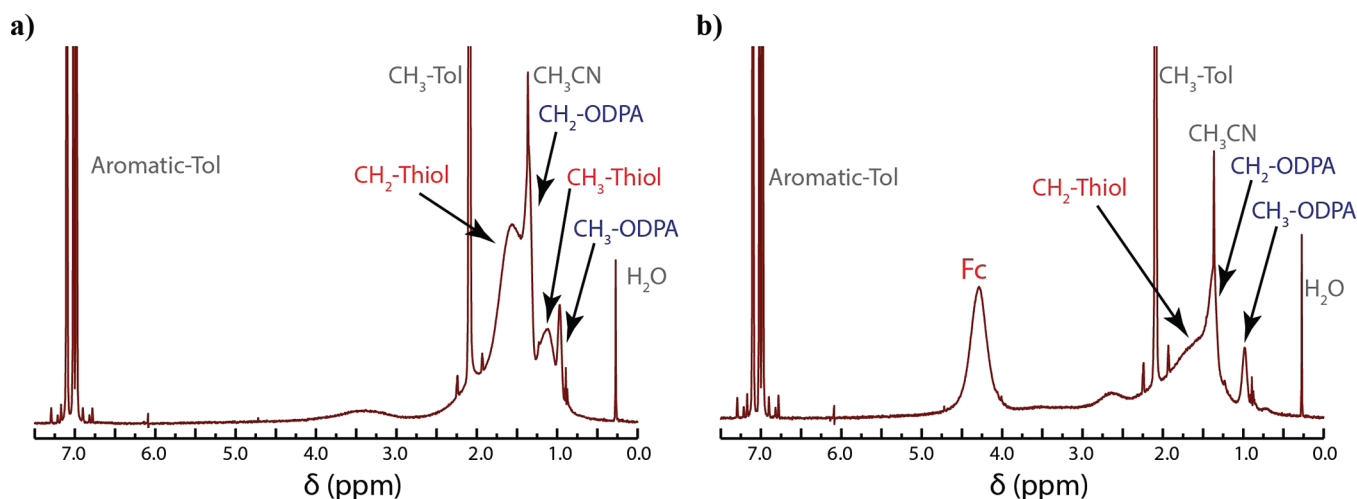 a)
CH₃-Tol
CH₃CN
CH₂-ODPA
Aromatic-Tol
CH₂-Thiol
CH₃-Thiol
CH₃-ODPA
H₂O
7.0 6.0 5.0 4.0 3.0 2.0 1.0 0.0
δ (ppm)
b)
CH₃-Tol
CH₃CN
CH₂-ODPA
Aromatic-Tol
CH₂-Thiol
CH₃-ODPA
Fc
H₂O
7.0 6.0 5.0 4.0 3.0 2.0 1.0 0.0
δ (ppm)